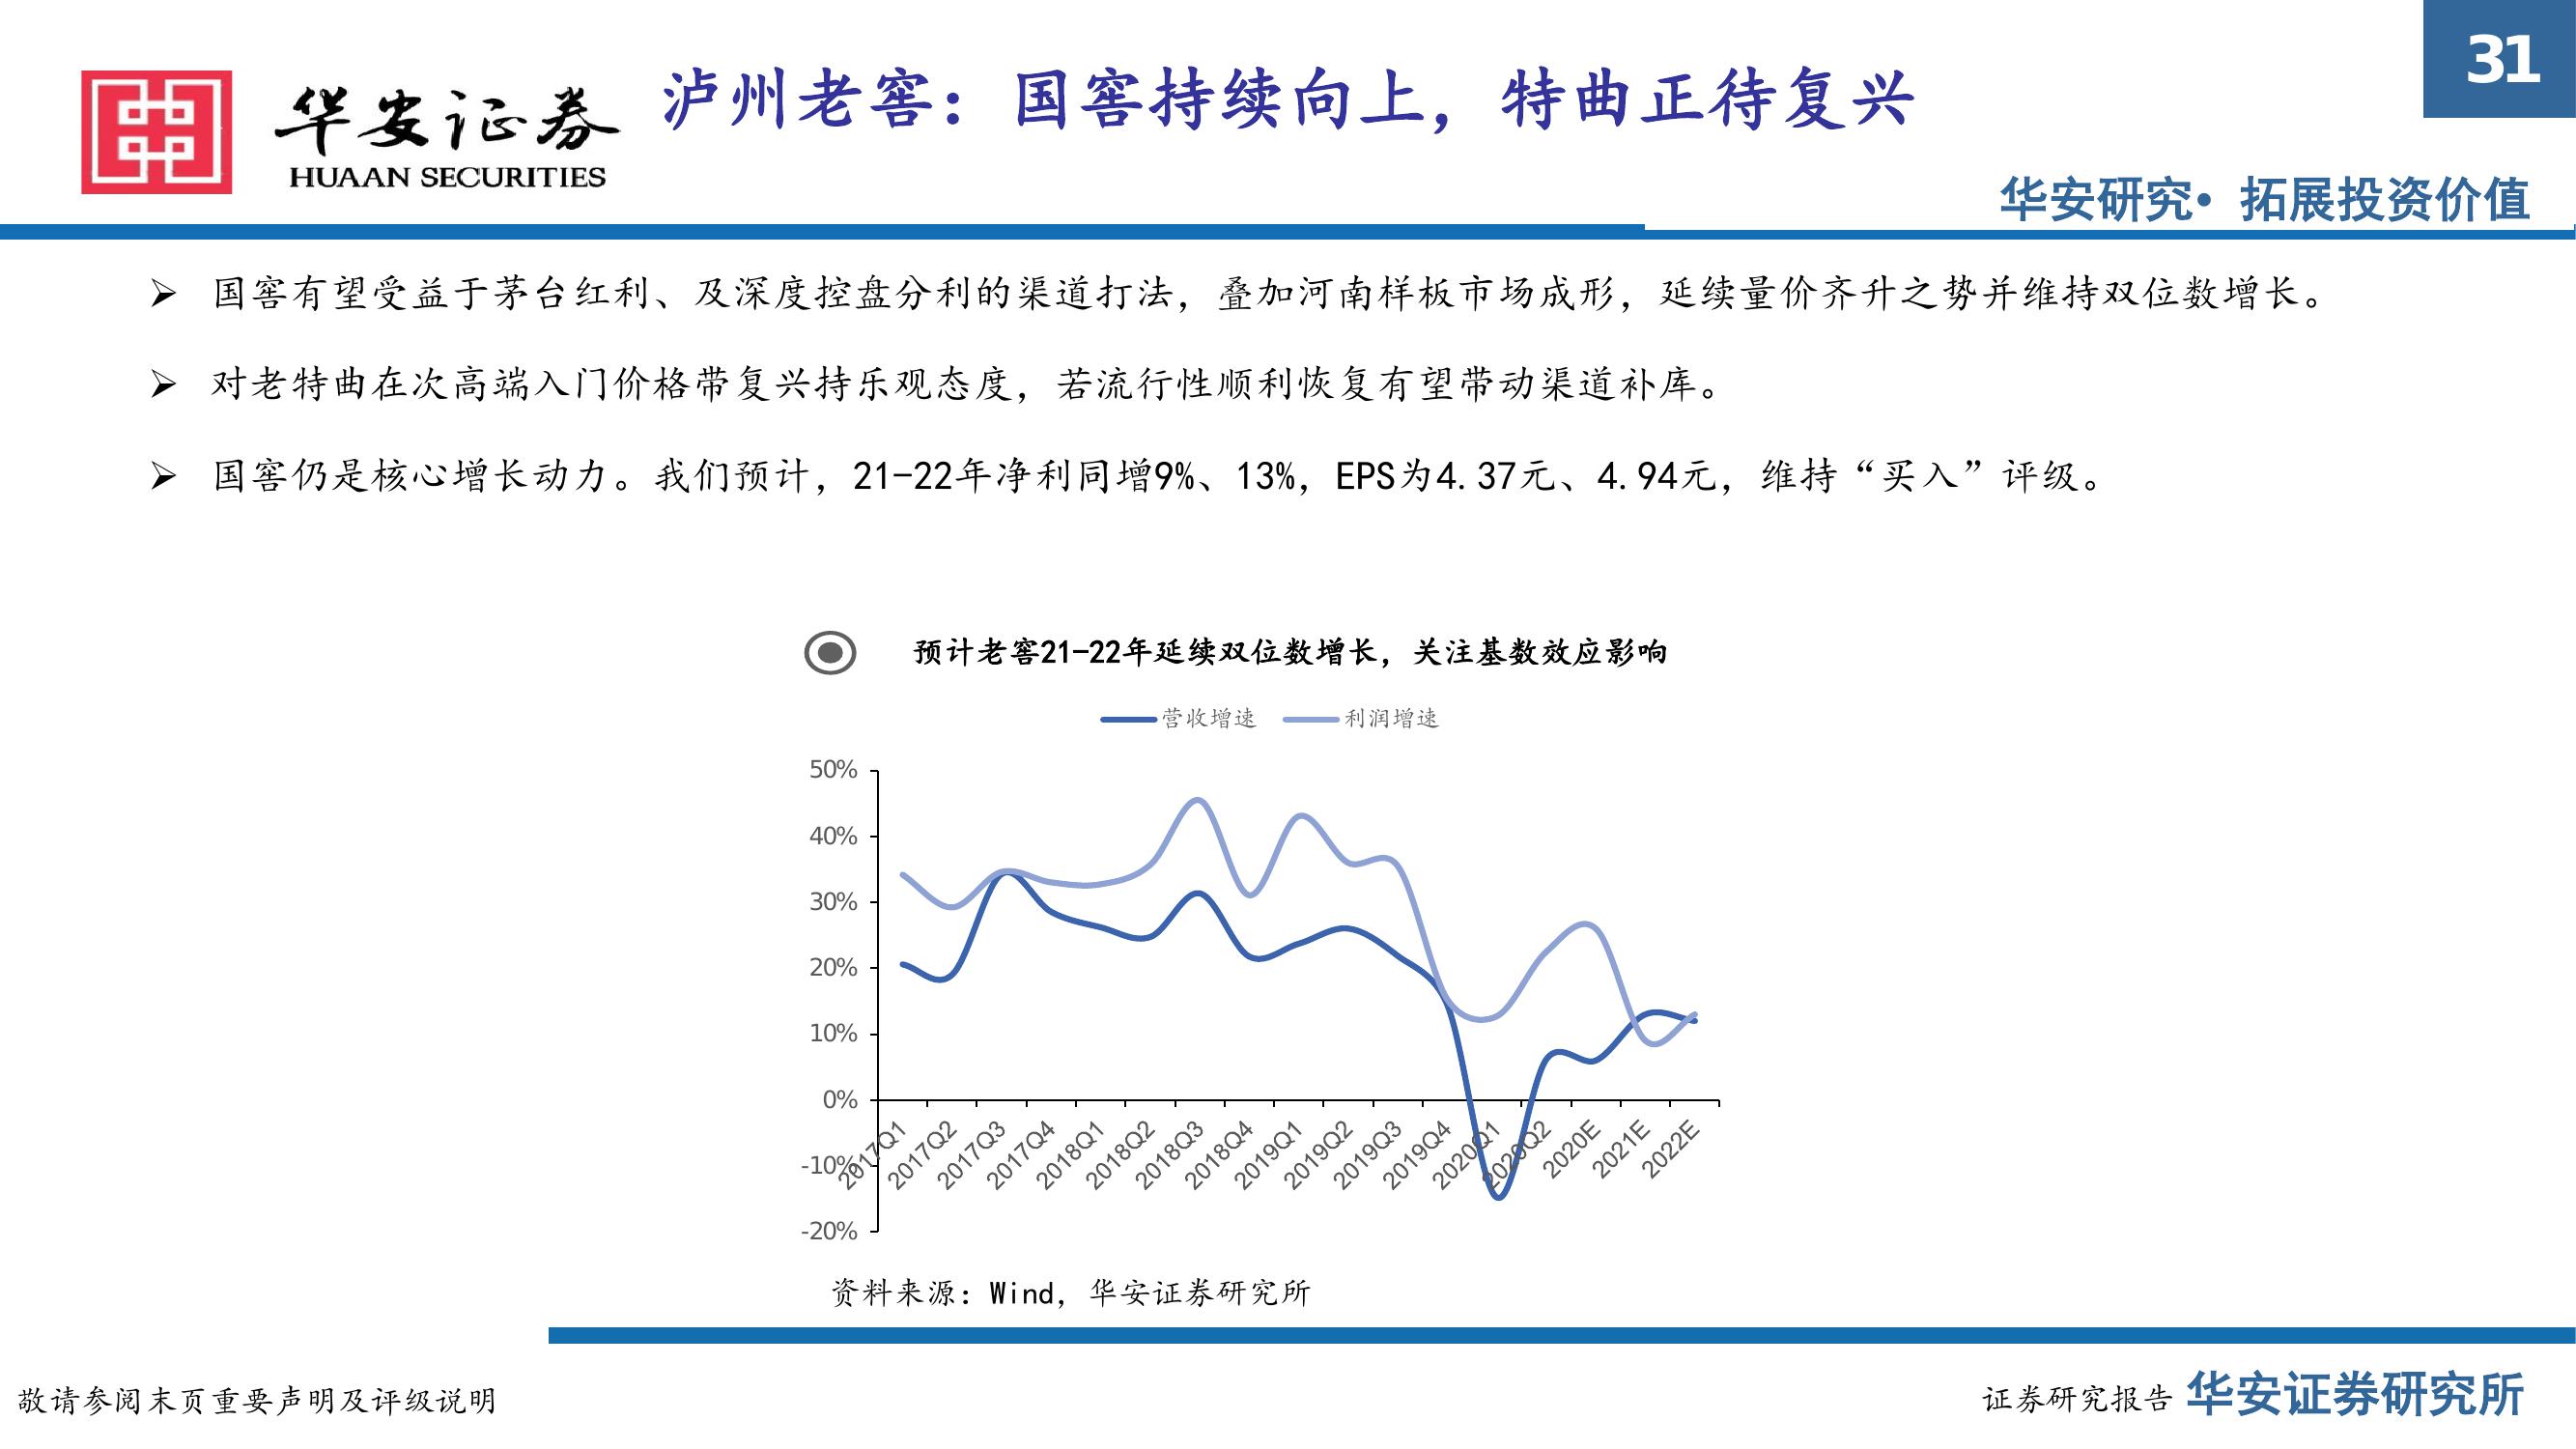 31
华安证券
HUAAN SECURITIES
泸州老窖：国窖持续向上，特曲正待复兴
华安研究• 拓展投资价值
➢ 国窖有望受益于茅台红利、及深度控盘分利的渠道打法，叠加河南样板市场成形，延续量价齐升之势并维持双位数增长。
➢ 对老特曲在次高端入门价格带复兴持乐观态度，若流行性顺利恢复有望带动渠道补库。
➢ 国窖仍是核心增长动力。我们预计，21-22年净利同增9%、13%，EPS为4.37元、4.94元，维持“买入”评级。
预计老窖21-22年延续双位数增长，关注基数效应影响
营收增速 利润增速
50%
40%
30%
20%
10%
0%
-10%
-20%
2017Q1 2017Q2 2017Q3 2017Q4 2018Q1 2018Q2 2018Q3 2018Q4 2019Q1 2019Q2 2019Q3 2019Q4 2020Q1 2020Q2 2020E 2021E 2022E
资料来源：Wind，华安证券研究所
敬请参阅末页重要声明及评级说明
证券研究报告 华安证券研究所